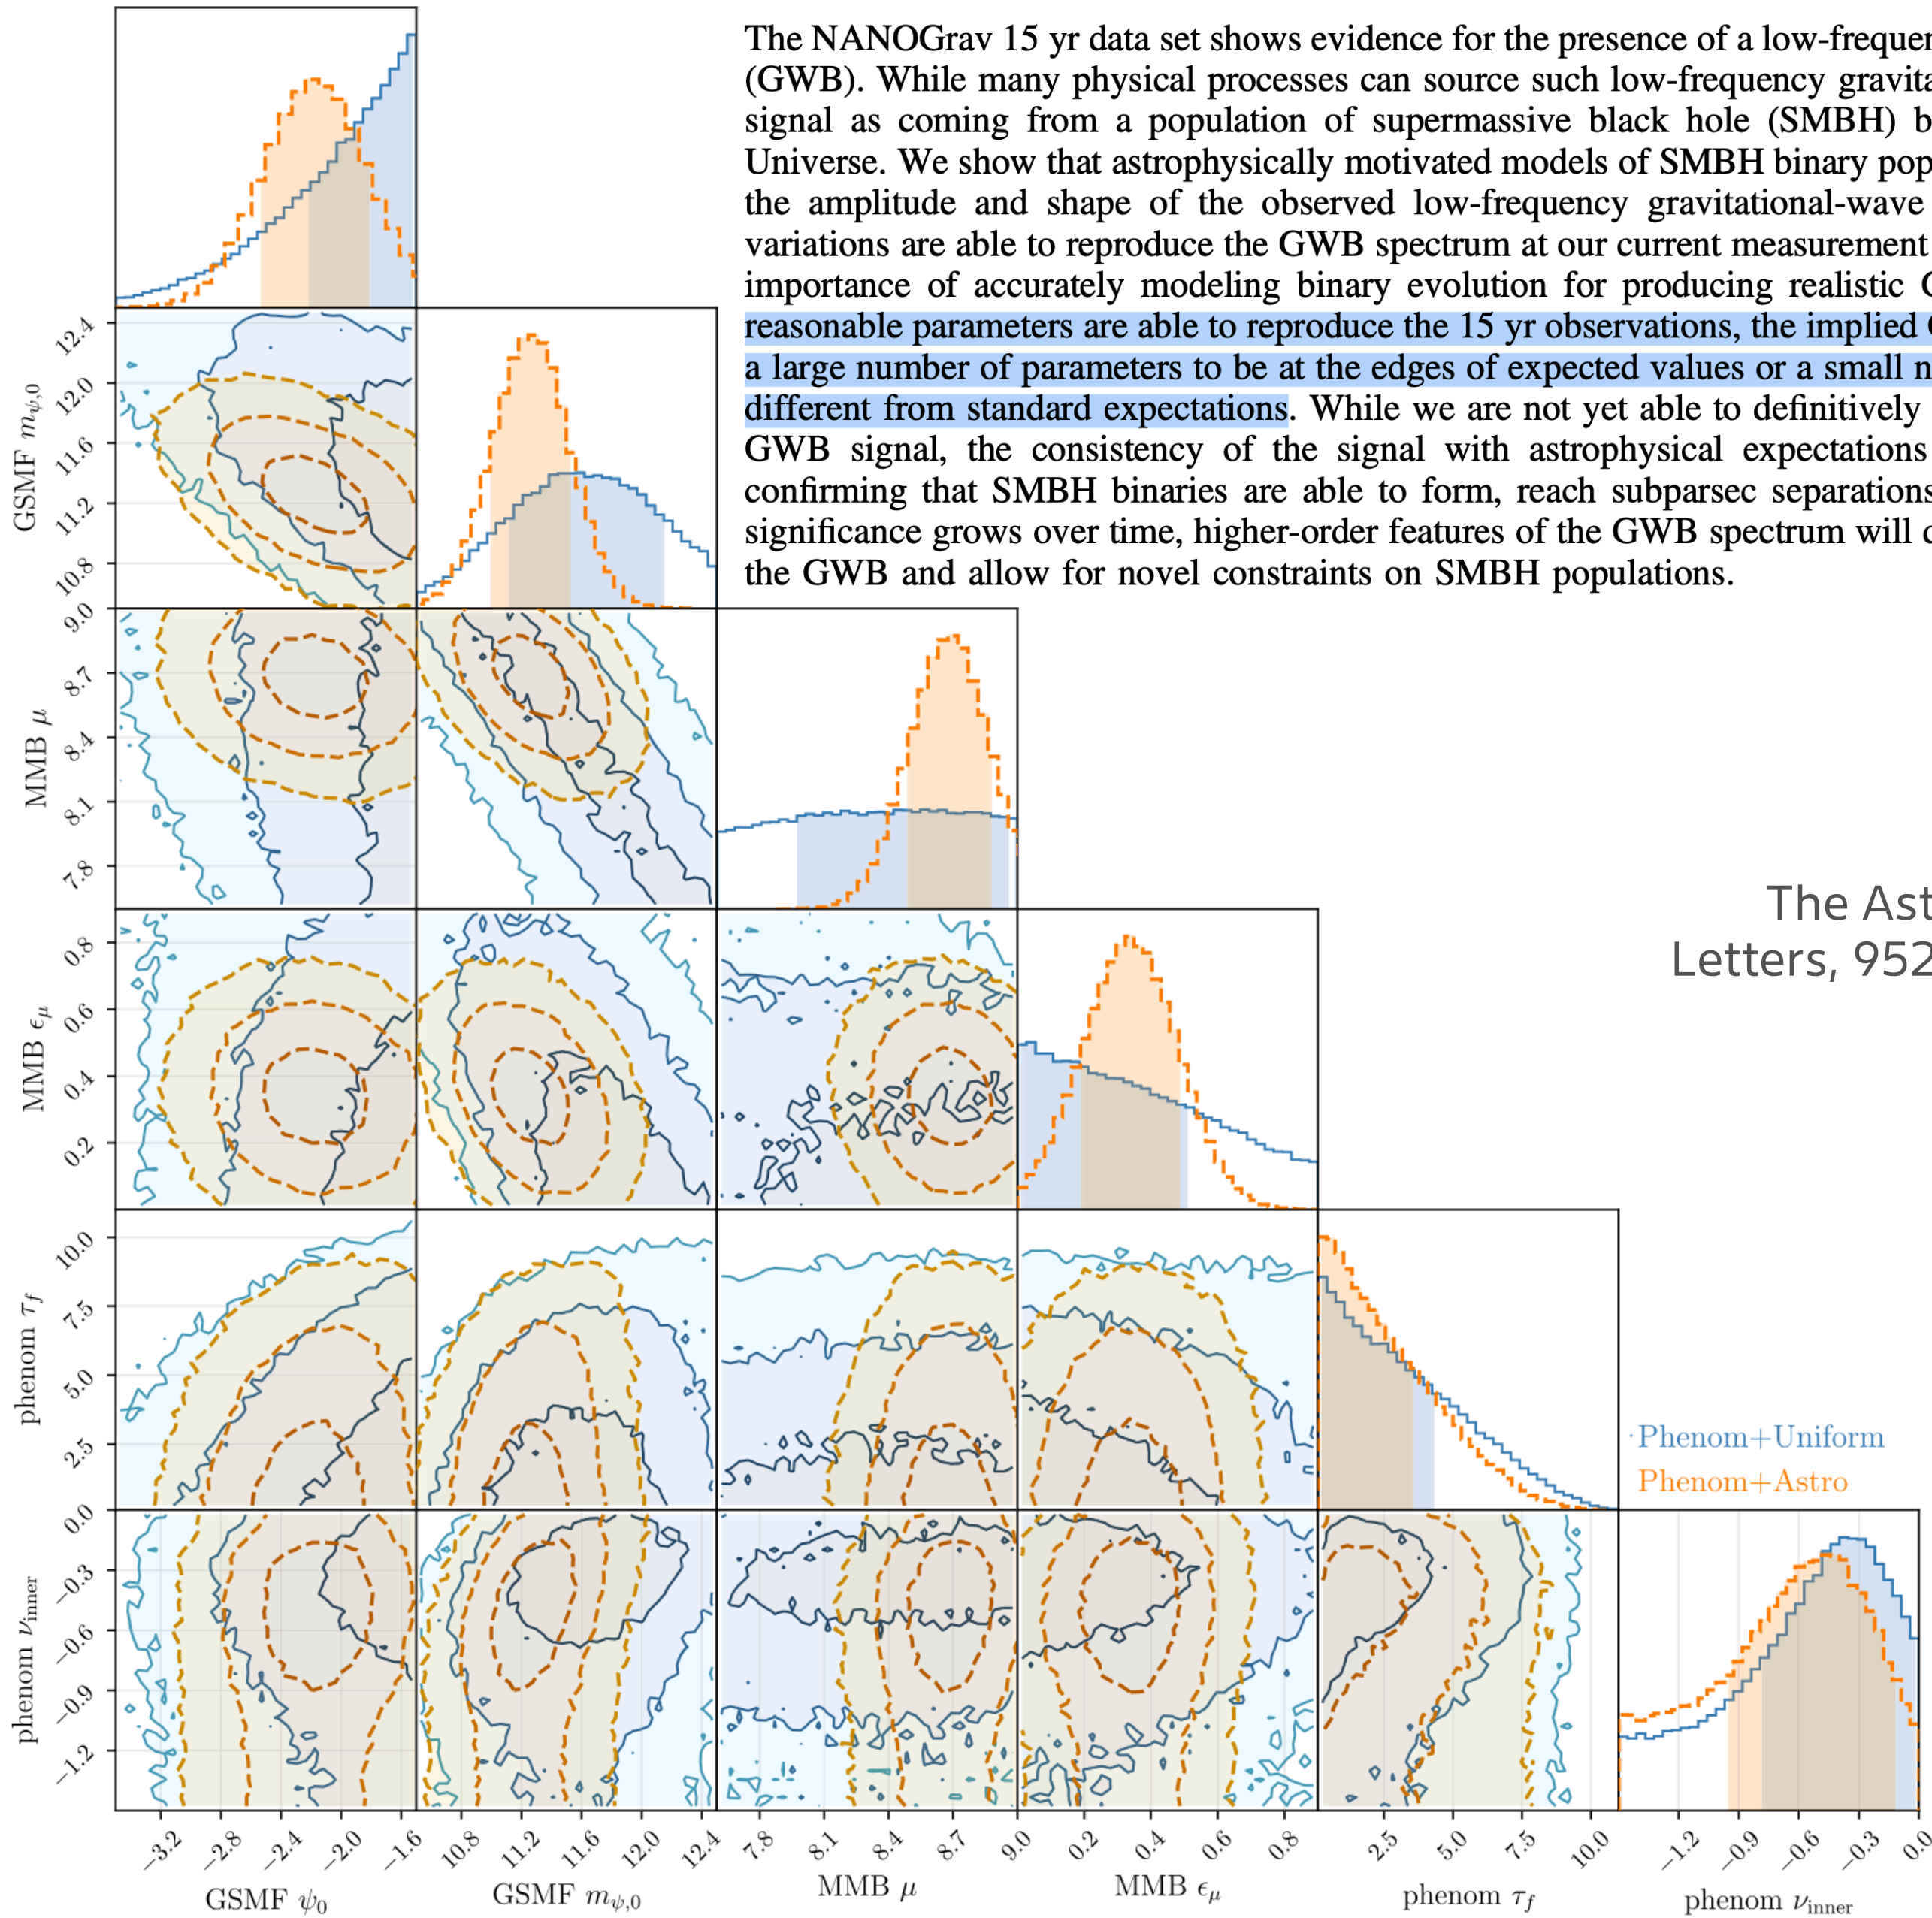 The NANOGrav 15 yr data set shows evidence for the presence of a low-frequen
(GWB). While many physical processes can source such low-frequency gravita
signal as coming from a population of supermassive black hole (SMBH) b
Universe. We show that astrophysically motivated models of SMBH binary pop
the amplitude and shape of the observed low-frequency gravitational-wave
variations are able to reproduce the GWB spectrum at our current measurement
importance of accurately modeling binary evolution for producing realistic G
reasonable parameters are able to reproduce the 15 yr observations, the implied
a large number of parameters to be at the edges of expected values or a small n
different from standard expectations. While we are not yet able to definitively
GWB signal, the consistency of the signal with astrophysical expectations
confirming that SMBH binaries are able to form, reach subparsec separations
significance grows over time, higher-order features of the GWB spectrum will
the GWB and allow for novel constraints on SMBH populations.
The Ast
Letters, 952
GSMF mψ,0
12.4
12.0
11.6
11.2
10.8
MMB μ
9.0
8.7
8.4
8.1
7.8
MMB ϵμ
0.8
0.6
0.4
0.2
phenom τf
10.0
7.5
5.0
2.5
0.0
phenom νinner
−0.3
−0.6
−0.9
−1.2
Phenom+Uniform
Phenom+Astro
−3.2 −2.8 −2.4 −2.0 −1.6
10.8 11.2 11.6 12.0 12.4
7.8 8.1 8.4 8.7 9.0
0.2 0.4 0.6 0.8
2.5 5.0 7.5 10.0
−1.2 −0.9 −0.6 −0.3 0.0
GSMF ψ0
GSMF mψ,0
MMB μ
MMB ϵμ
phenom τf
phenom νinner